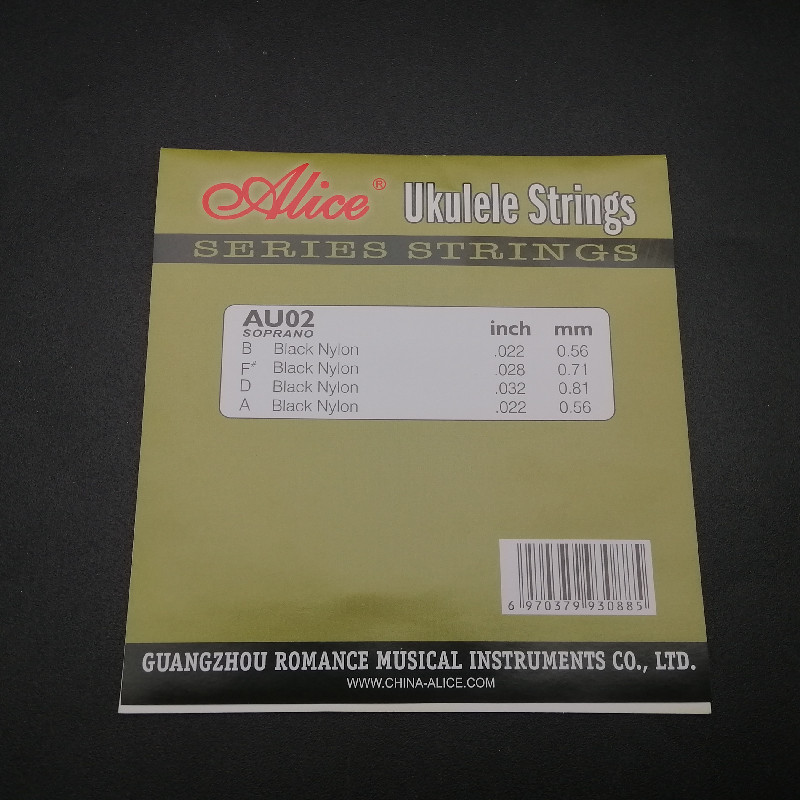 Alice® Ukulele Strings
SERIES STRINGS
AU02 inch mm
SOPRANO
B Black Nylon .022 0.56
F# Black Nylon .028 0.71
D Black Nylon .032 0.81
A Black Nylon .022 0.56
6 970379 930885
GUANGZHOU ROMANCE MUSICAL INSTRUMENTS CO., LTD.
WWW.CHINA-ALICE.COM